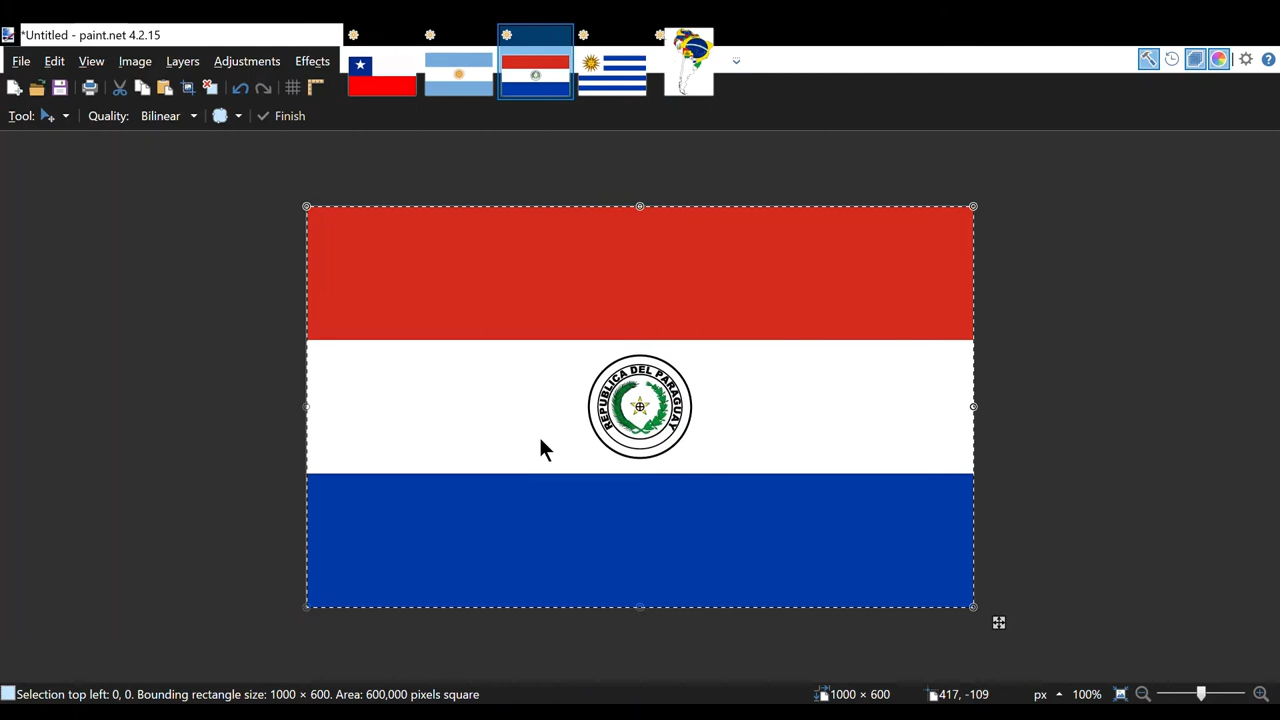 *Untitled - paint.net 4.2.15
File Edit View Image Layers Adjustments Effects
Tool: Quality: Bilinear Finish
REPUBLICA DEL PARAGUAY
Selection top left: 0, 0. Bounding rectangle size: 1000 × 600. Area: 600,000 pixels square 1000 × 600 417, -109 px 100%